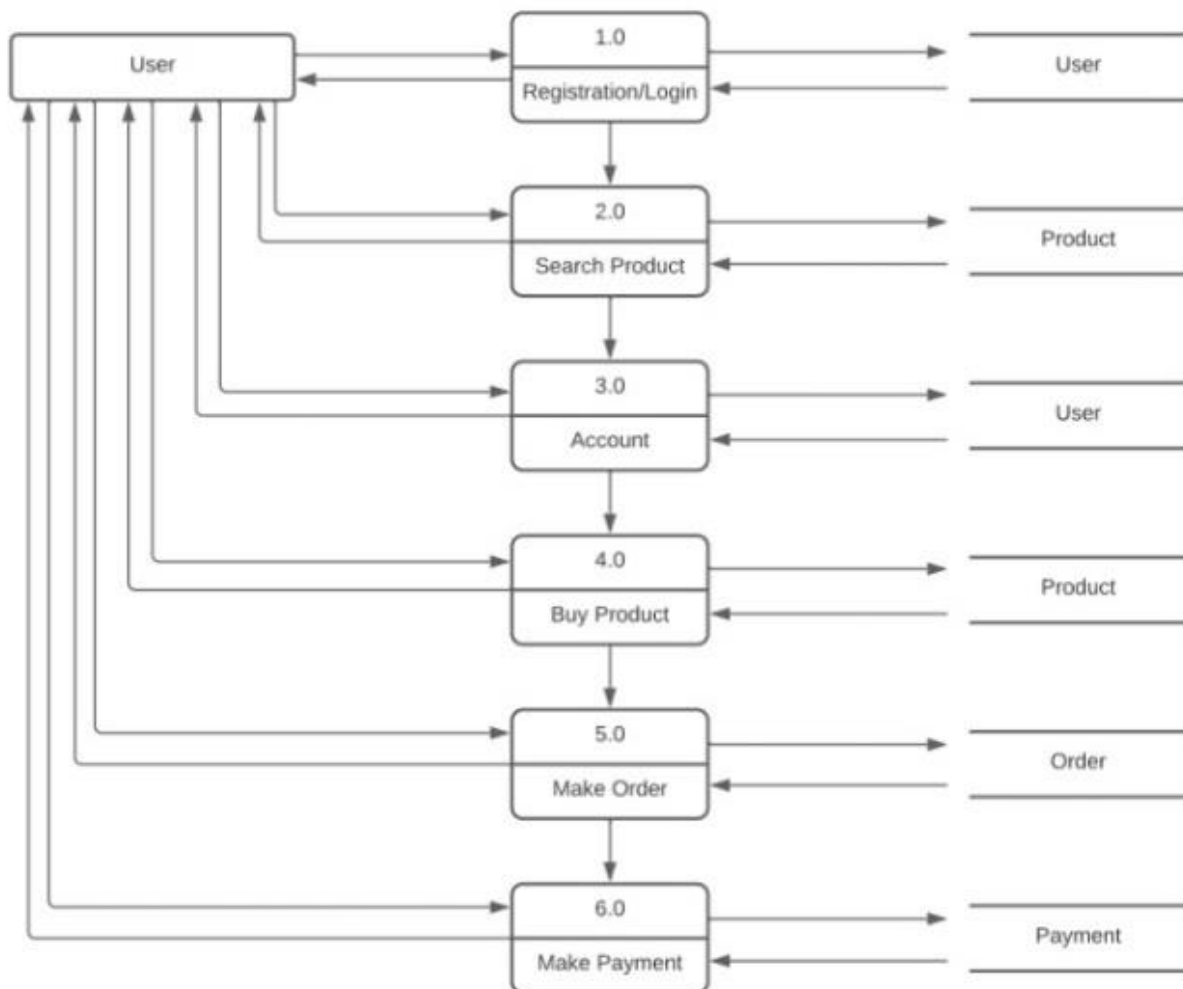 User
1.0
Registration/Login
User
2.0
Search Product
Product
3.0
Account
User
4.0
Buy Product
Product
5.0
Make Order
Order
6.0
Make Payment
Payment